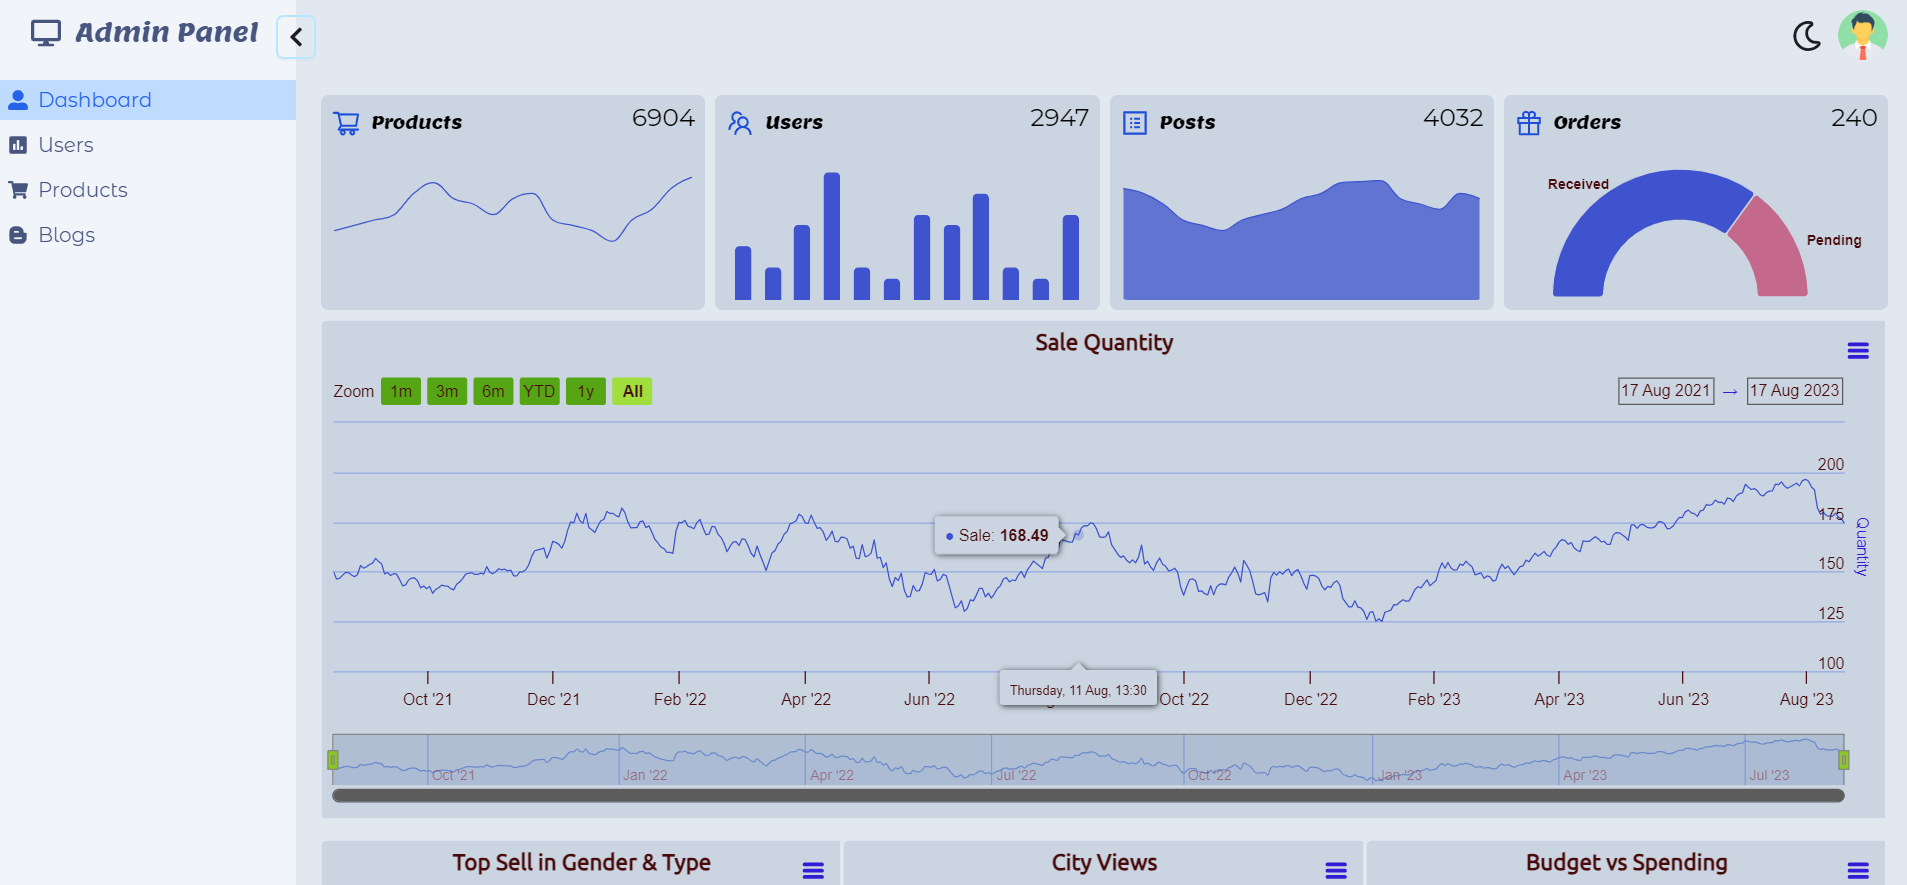 Admin Panel
Dashboard
Users
Products
Blogs
Products 6904
Users 2947
Posts 4032
Orders 240
Received
Pending
Sale Quantity
Zoom 1m 3m 6m YTD 1y All
17 Aug 2021 → 17 Aug 2023
200
175
150
125
100
Quantity
Sale: 168.49
Thursday, 11 Aug, 13:30
Oct '21 Dec '21 Feb '22 Apr '22 Jun '22 Oct '22 Dec '22 Feb '23 Apr '23 Jun '23 Aug '23
Oct '21 Jan '22 Apr '22 Jul '22 Oct '22 Jan '23 Apr '23 Jul '23
Top Sell in Gender & Type
City Views
Budget vs Spending